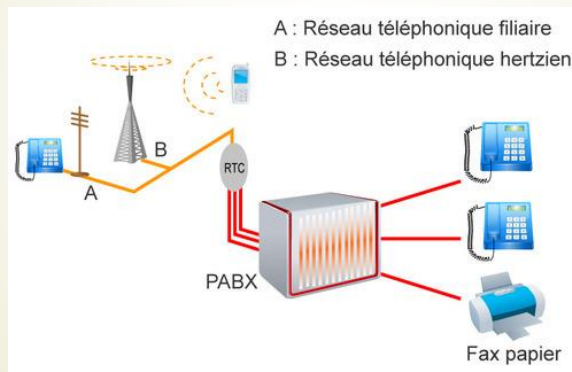 A : Réseau téléphonique filiaire
B : Réseau téléphonique hertzien
B
A
RTC
PABX
Fax papier